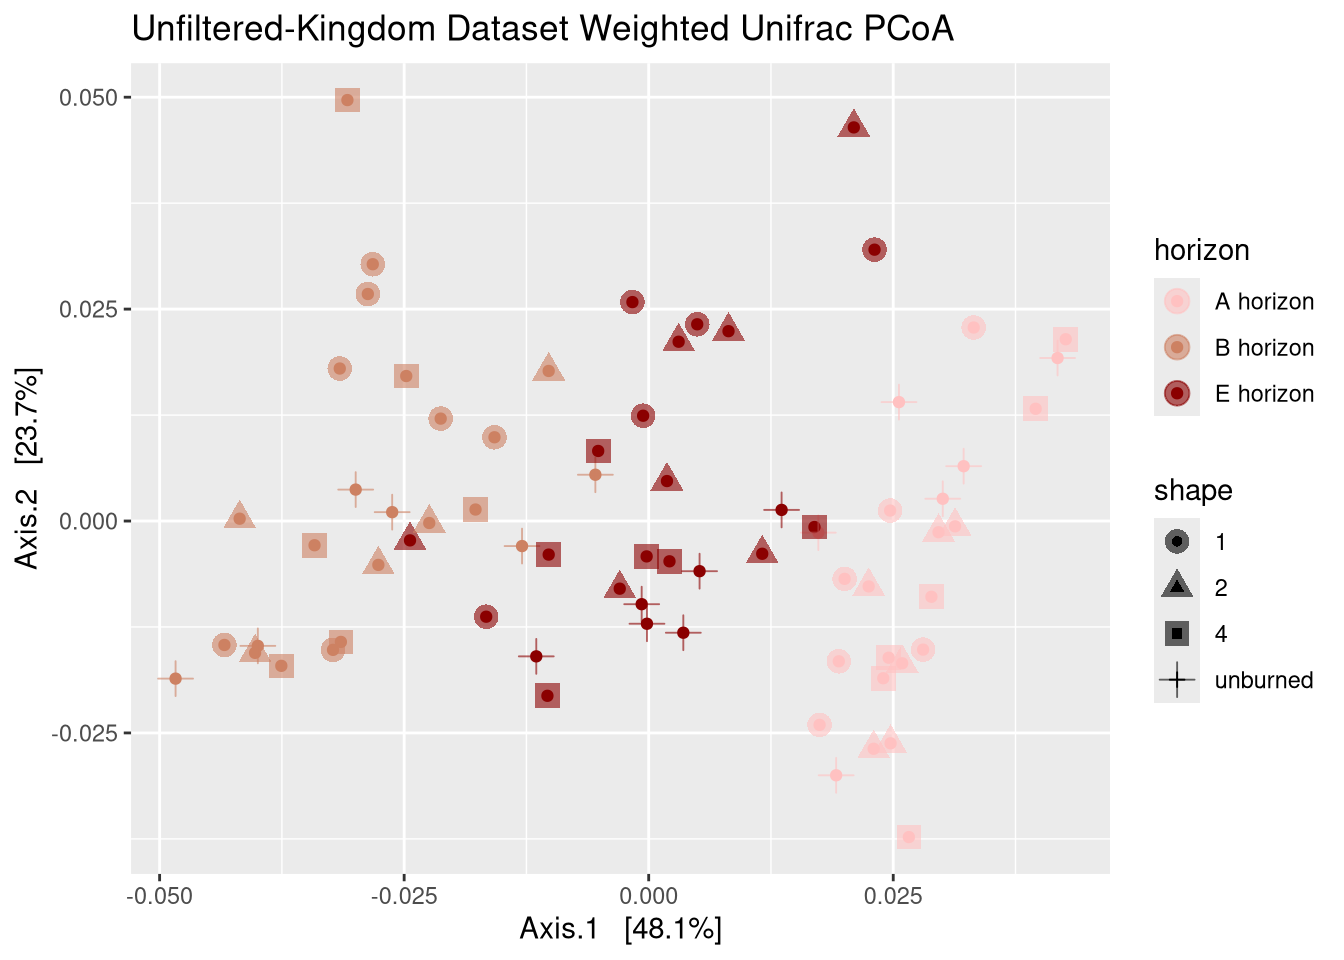 Unfiltered-Kingdom Dataset Weighted Unifrac PCoA
0.050
0.025
0.000
-0.025
Axis.2 [23.7%]
-0.050
-0.025
0.000
0.025
Axis.1 [48.1%]
horizon
A horizon
B horizon
E horizon
shape
1
2
4
unburned